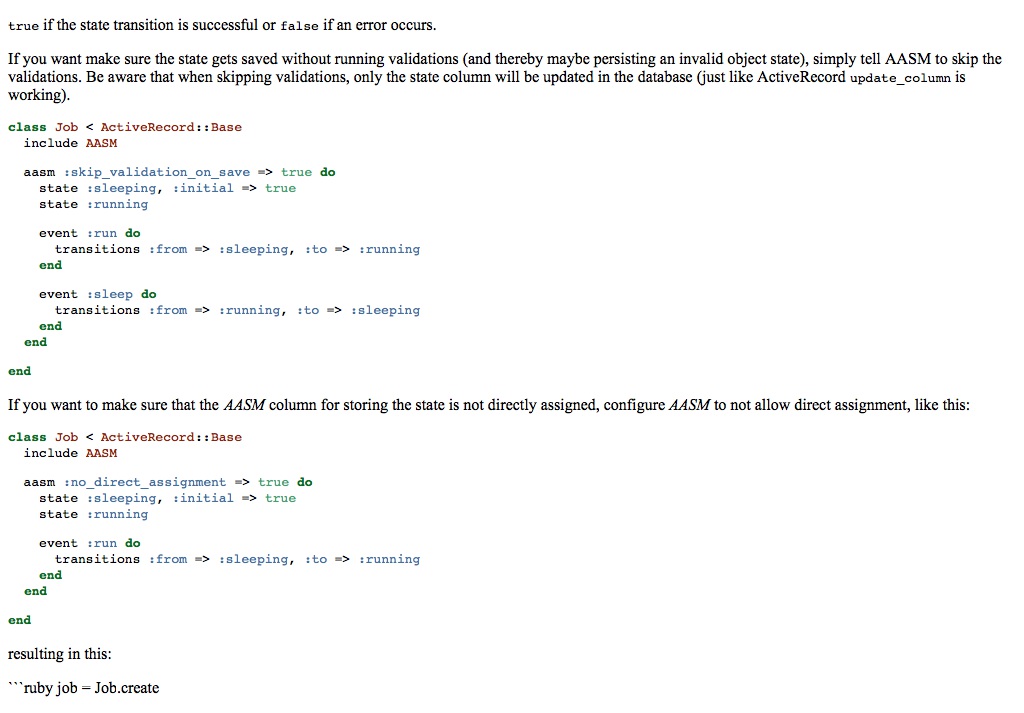 true if the state transition is successful or false if an error occurs.
If you want make sure the state gets saved without running validations (and thereby maybe persisting an invalid object state), simply tell AASM to skip the
validations. Be aware that when skipping validations, only the state column will be updated in the database (just like ActiveRecord update_column is
working).
class Job < ActiveRecord::Base
  include AASM
  aasm :skip_validation_on_save => true do
    state :sleeping, :initial => true
    state :running
    event :run do
      transitions :from => :sleeping, :to => :running
    end
    event :sleep do
      transitions :from => :running, :to => :sleeping
    end
  end
end
If you want to make sure that the AASM column for storing the state is not directly assigned, configure AASM to not allow direct assignment, like this:
class Job < ActiveRecord::Base
  include AASM
  aasm :no_direct_assignment => true do
    state :sleeping, :initial => true
    state :running
    event :run do
      transitions :from => :sleeping, :to => :running
    end
  end
end
resulting in this:
```ruby job = Job.create